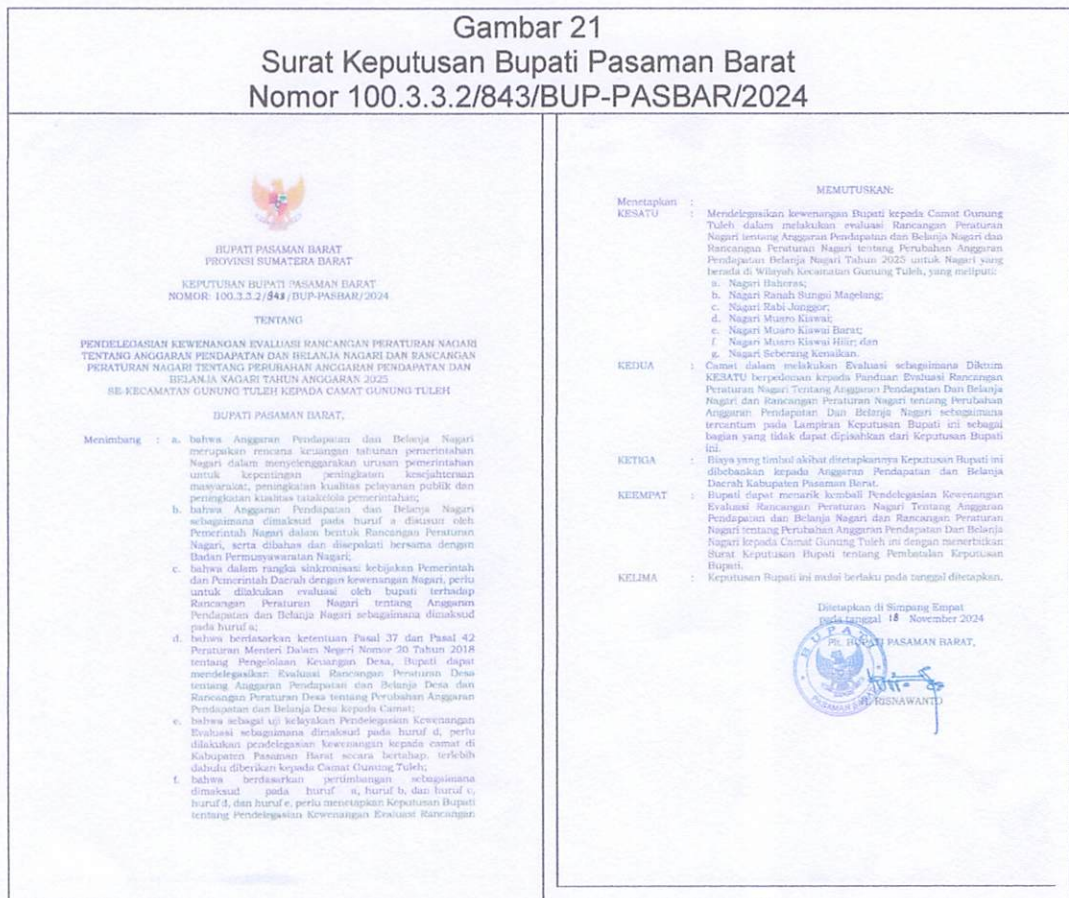 Gambar 21
Surat Keputusan Bupati Pasaman Barat
Nomor 100.3.3.2/843/BUP-PASBAR/2024
BUPATI PASAMAN BARAT
PROVINSI SUMATERA BARAT
KEPUTUSAN BUPATI PASAMAN BARAT
NOMOR: 100.3.3.2/843/BUP-PASBAR/2024
TENTANG
PENDELEGASIAN KEWENANGAN EVALUASI RANCANGAN PERATURAN NAGARI
TENTANG ANGGARAN PENDAPATAN DAN BELANJA NAGARI DAN RANCANGAN
PERATURAN NAGARI TENTANG PERUBAHAN ANGGARAN PENDAPATAN DAN
BELANJA NAGARI TAHUN ANGGARAN 2025
SE-KECAMATAN GUNUNG TULEH KEPADA CAMAT GUNUNG TULEH
BUPATI PASAMAN BARAT,
Menimbang : a. bahwa Anggaran Pendapatan dan Belanja Nagari
merupakan rencana keuangan tahunan pemerintahan
Nagari dalam menyelenggarakan urusan pemerintahan
untuk kepentingan peningkatan kesejahteraan
masyarakat, peningkatan kualitas pelayanan publik dan
peningkatan kualitas tatakelola pemerintahan;
b. bahwa Anggaran Pendapatan dan Belanja Nagari
sebagaimana dimaksud pada huruf a disusun oleh
Pemerintah Nagari dalam bentuk Rancangan Peraturan
Nagari, serta dibahas dan disepakati bersama dengan
Badan Permusyawaratan Nagari;
c. bahwa dalam rangka sinkronisasi kebijakan Pemerintah
dan Pemerintah Daerah dengan kewenangan Nagari, perlu
untuk dilakukan evaluasi oleh bupati terhadap
Rancangan Peraturan Nagari tentang Anggaran
Pendapatan dan Belanja Nagari sebagaimana dimaksud
pada huruf a;
d. bahwa berdasarkan ketentuan Pasal 37 dan Pasal 42
Peraturan Menteri Dalam Negeri Nomor 20 Tahun 2018
tentang Pengelolaan Keuangan Desa, Bupati dapat
mendelegasikan Evaluasi Rancangan Peraturan Desa
tentang Anggaran Pendapatan dan Belanja Desa dan
Rancangan Peraturan Desa tentang Perubahan Anggaran
Pendapatan dan Belanja Desa kepada Camat;
e. bahwa sebagai uji kelayakan Pendelegasian Kewenangan
Evaluasi sebagaimana dimaksud pada huruf d, perlu
dilakukan pendelegasian kewenangan kepada camat di
Kabupaten Pasaman Barat secara bertahap, terlebih
dahulu diberikan kepada Camat Gunung Tuleh;
f. bahwa berdasarkan pertimbangan sebagaimana
dimaksud pada huruf a, huruf b, dan huruf c,
huruf d, dan huruf e, perlu menetapkan Keputusan Bupati
tentang Pendelegasian Kewenangan Evaluasi Rancangan
MEMUTUSKAN:
Menetapkan :
KESATU : Mendelegasikan kewenangan Bupati kepada Camat Gunung
Tuleh dalam melakukan evaluasi Rancangan Peraturan
Nagari tentang Anggaran Pendapatan dan Belanja Nagari dan
Rancangan Peraturan Nagari tentang Perubahan Anggaran
Pendapatan Belanja Nagari Tahun 2025 untuk Nagari yang
berada di Wilayah Kecamatan Gunung Tuleh, yang meliputi:
a. Nagari Bahoras;
b. Nagari Ranah Sungai Magelang;
c. Nagari Rabi Jonggor;
d. Nagari Muaro Kiawai;
e. Nagari Muaro Kiawai Barat;
f. Nagari Muaro Kiawai Hilir; dan
g. Nagari Seberang Kenaikan.
KEDUA : Camat dalam melakukan Evaluasi sebagaimana Diktum
KESATU berpedoman kepada Panduan Evaluasi Rancangan
Peraturan Nagari Tentang Anggaran Pendapatan Dan Belanja
Nagari dan Rancangan Peraturan Nagari tentang Perubahan
Anggaran Pendapatan Dan Belanja Nagari sebagaimana
tercantum pada Lampiran Keputusan Bupati ini sebagai
bagian yang tidak dapat dipisahkan dari Keputusan Bupati
ini.
KETIGA : Biaya yang timbul akibat ditetapkannya Keputusan Bupati ini
dibebankan kepada Anggaran Pendapatan dan Belanja
Daerah Kabupaten Pasaman Barat.
KEEMPAT : Bupati dapat menarik kembali Pendelegasian Kewenangan
Evaluasi Rancangan Peraturan Nagari Tentang Anggaran
Pendapatan dan Belanja Nagari dan Rancangan Peraturan
Nagari tentang Perubahan Anggaran Pendapatan Dan Belanja
Nagari kepada Camat Gunung Tuleh ini dengan menerbitkan
Surat Keputusan Bupati tentang Pembatalan Keputusan
Bupati.
KELIMA : Keputusan Bupati ini mulai berlaku pada tanggal ditetapkan.
Ditetapkan di Simpang Empat
pada tanggal 18 November 2024
Plt. BUPATI PASAMAN BARAT,
BUPATI
PASAMAN BARAT
RISNAWANTO